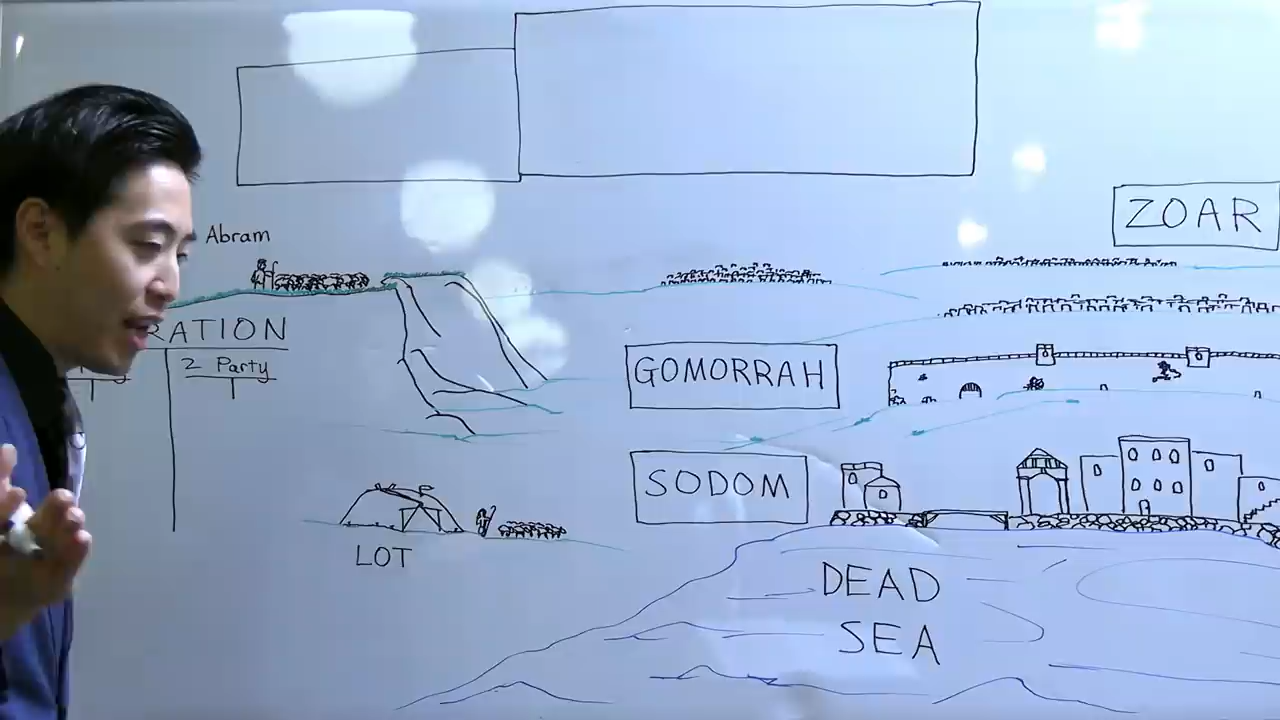 ZOAR
Abram
RATION
2 Party
GOMORRAH
SODOM
LOT
DEAD
SEA